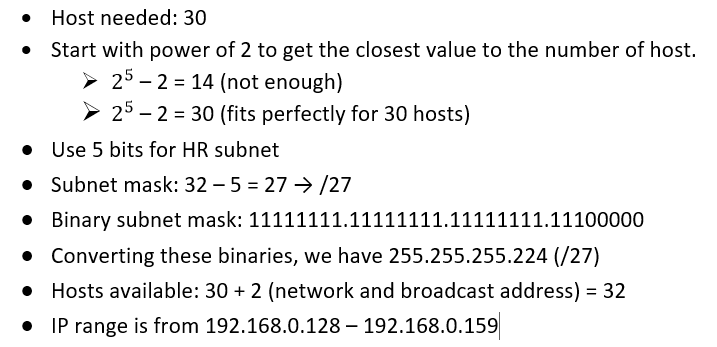 • Host needed: 30
• Start with power of 2 to get the closest value to the number of host.
➢ 2⁵ – 2 = 14 (not enough)
➢ 2⁵ – 2 = 30 (fits perfectly for 30 hosts)
• Use 5 bits for HR subnet
• Subnet mask: 32 – 5 = 27 → /27
• Binary subnet mask: 11111111.11111111.11111111.11100000
• Converting these binaries, we have 255.255.255.224 (/27)
• Hosts available: 30 + 2 (network and broadcast address) = 32
• IP range is from 192.168.0.128 – 192.168.0.159